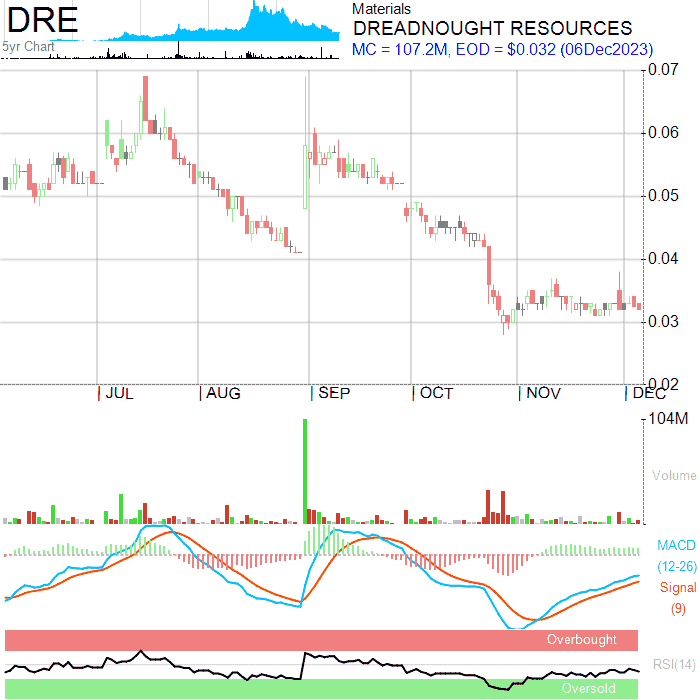 DRE
5yr Chart
Materials
DREADNOUGHT RESOURCES
MC = 107.2M, EOD = $0.032 (06Dec2023)
0.07
0.06
0.05
0.04
0.03
0.02
JUL AUG SEP OCT NOV DEC
104M
Volume
MACD
(12-26)
Signal
(9)
Overbought
RSI(14)
Oversold